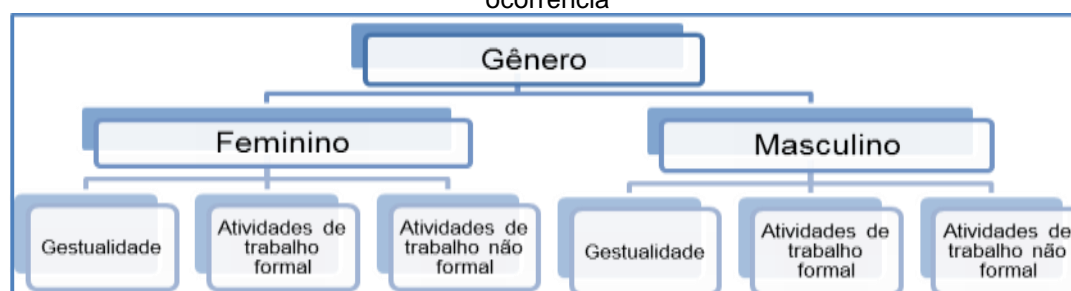 ocorrência
Gênero
Feminino
Masculino
Gestualidade
Atividades de
trabalho
formal
Atividades de
trabalho não
formal
Gestualidade
Atividades de
trabalho
formal
Atividades de
trabalho não
formal